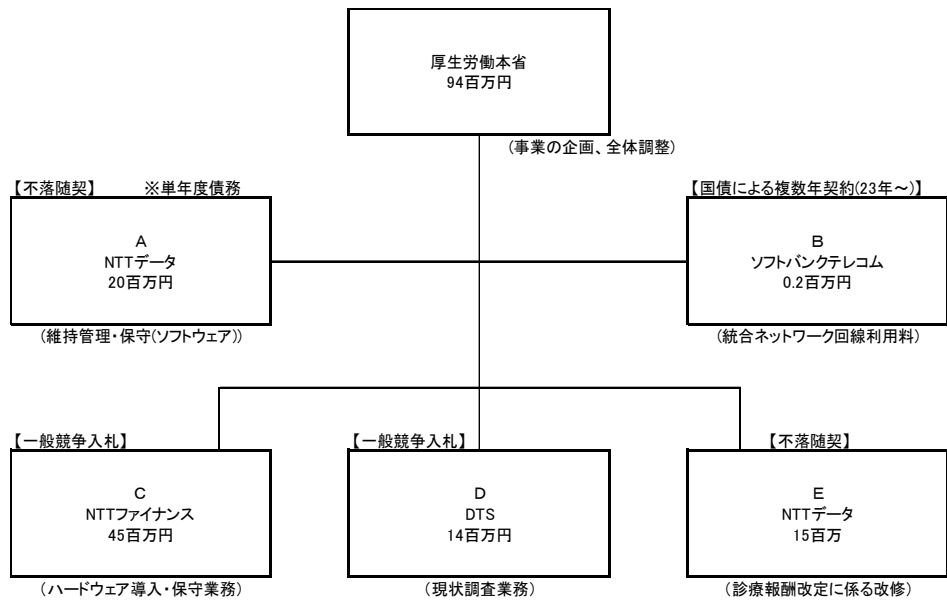 厚生労働本省
94百万円
(事業の企画、全体調整)
【不落随契】 ※単年度債務
A
NTTデータ
20百万円
(維持管理・保守(ソフトウェア))
【国債による複数年契約(23年~)】
B
ソフトバンクテレコム
0.2百万円
(統合ネットワーク回線利用料)
【一般競争入札】
C
NTTファイナンス
45百万円
(ハードウェア導入・保守業務)
【一般競争入札】
D
DTS
14百万円
(現状調査業務)
【不落随契】
E
NTTデータ
15百万
(診療報酬改定に係る改修)